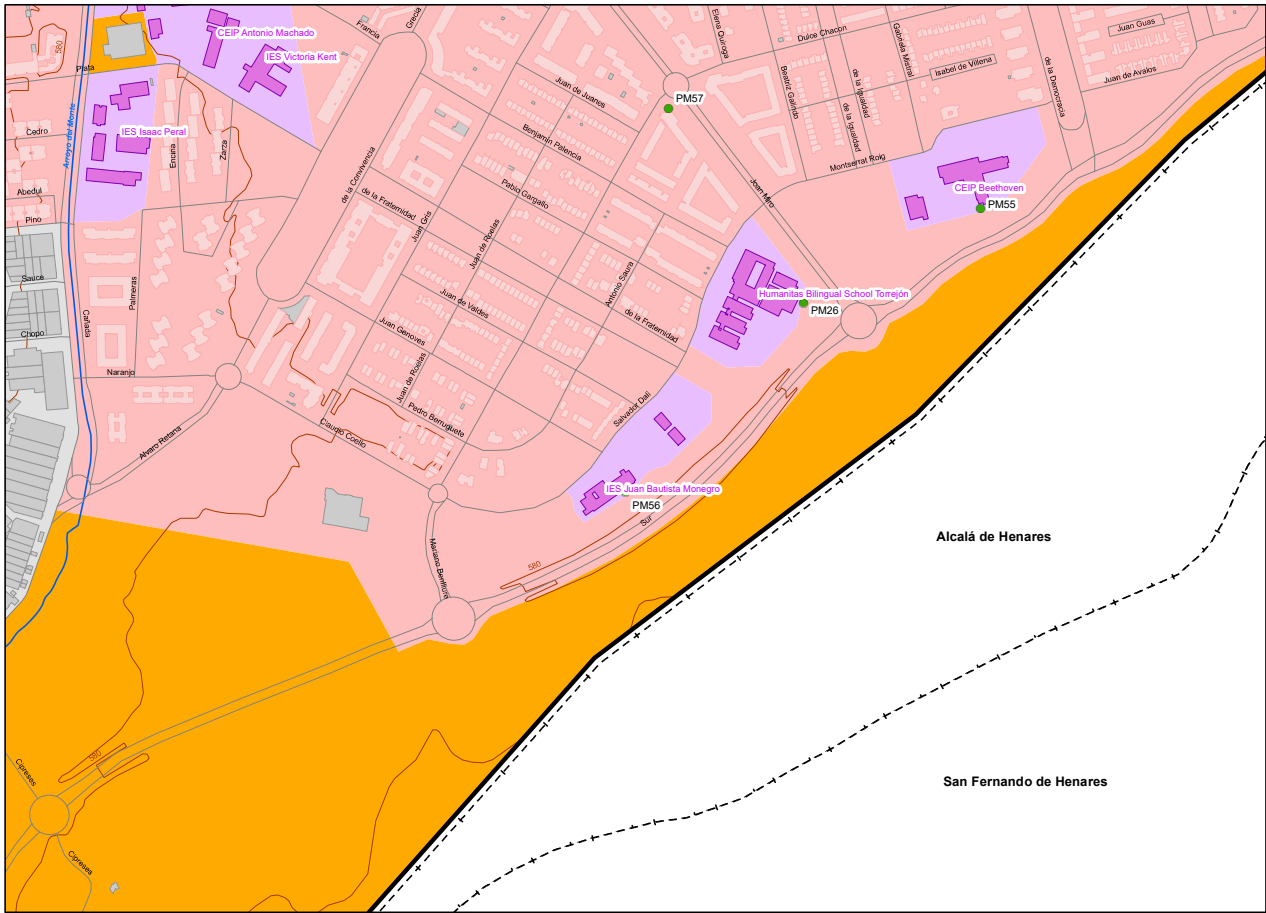 Francia
Grecia
CEIP Antonio Machado
IES Victoria Kent
580
Plata
Arroyo del Monte
IES Isaac Peral
Cedro
Encina
Zarza
Abedul
Pino
Sauce
Chopo
Palmeras
Cañada
Naranjo
Alvaro Retana
de la Convivencia
de la Fraternidad
Juan Gris
Juan de Juanes
Benjamín Palencia
Pablo Gargallo
Juan de Roelas
Juan de Valdes
Juan Genoves
Juan de Roelas
Pedro Berruguete
Claudio Coello
Antonio Saura
de la Fraternidad
Salvador Dalí
Mariano Benlliure
Elena Quiroga
Dulce Chacon
Gabriela Mistral
Beatriz Galindo
de la Igualdad
de la Igualdad
Isabel de Villena
Juan Guas
Juan de Avalos
de la Democracia
Montserrat Roig
Joan Miro
PM57
CEIP Beethoven
PM55
Humanitas Bilingual School Torrejón
PM26
IES Juan Bautista Monegro
PM56
Sur
580
580
Cipreses
Cipreses
Alcalá de Henares
San Fernando de Henares